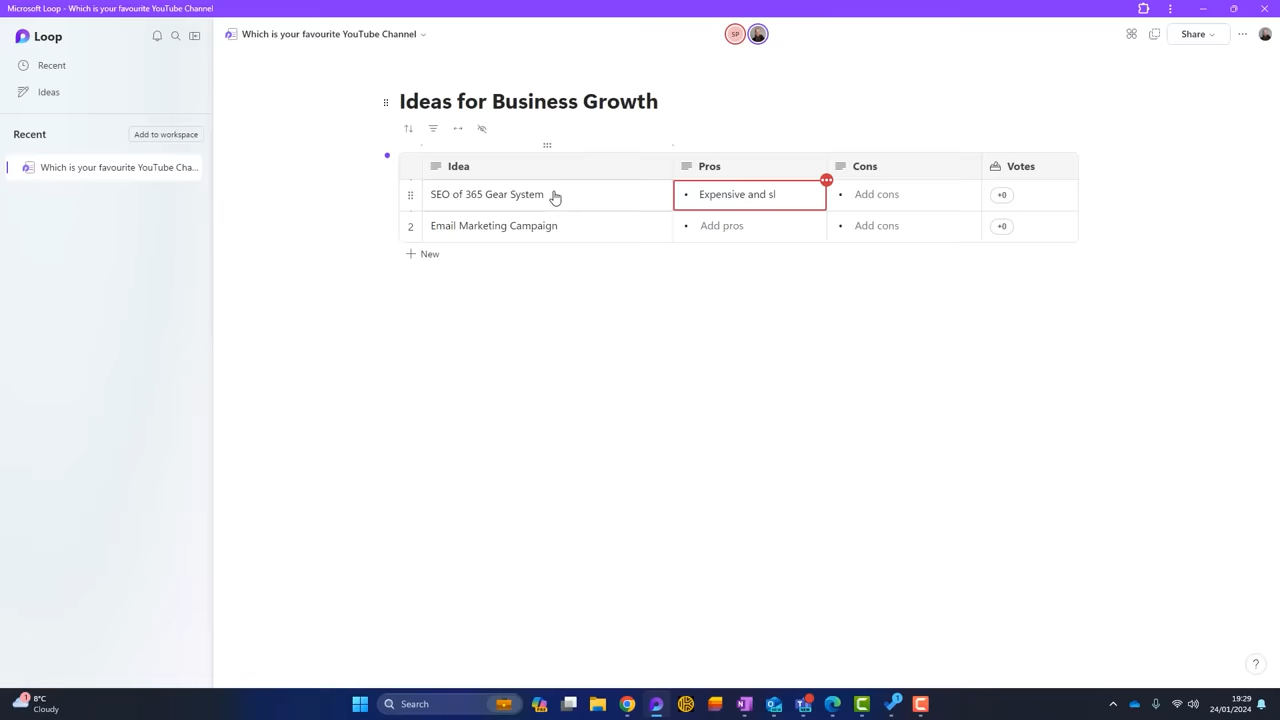 Microsoft Loop - Which is your favourite YouTube Channel
Loop
Which is your favourite YouTube Channel
SP
Share
Recent
Ideas
Recent
Add to workspace
Which is your favourite YouTube Cha...
Ideas for Business Growth
Idea Pros Cons Votes
SEO of 365 Gear System Expensive and sl Add cons +0
2 Email Marketing Campaign Add pros Add cons +0
New
?
1
8°C
Cloudy
Search
19:29
24/01/2024